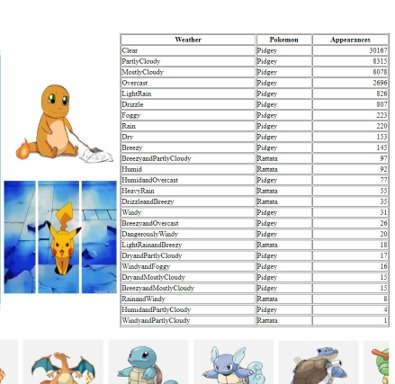 Weather Pokemon Appearances
Clear Pidgey 30167
PartlyCloudy Pidgey 8315
MostlyCloudy Pidgey 8078
Overcast Pidgey 2696
LightRain Pidgey 826
Drizzle Pidgey 807
Foggy Pidgey 223
Rain Pidgey 220
Dry Pidgey 153
Breezy Pidgey 145
BreezyandPartlyCloudy Rattata 97
Humid Rattata 92
HumidandOvercast Pidgey 77
HeavyRain Rattata 55
DrizzleandBreezy Rattata 35
Windy Pidgey 31
BreezyandOvercast Pidgey 26
DangerouslyWindy Pidgey 20
LightRainandBreezy Rattata 18
DryandPartlyCloudy Pidgey 17
WindyandFoggy Pidgey 16
DryandMostlyCloudy Pidgey 15
BreezyandMostlyCloudy Pidgey 15
RainandWindy Rattata 8
HumidandPartlyCloudy Pidgey 4
WindyandPartlyCloudy Rattata 1